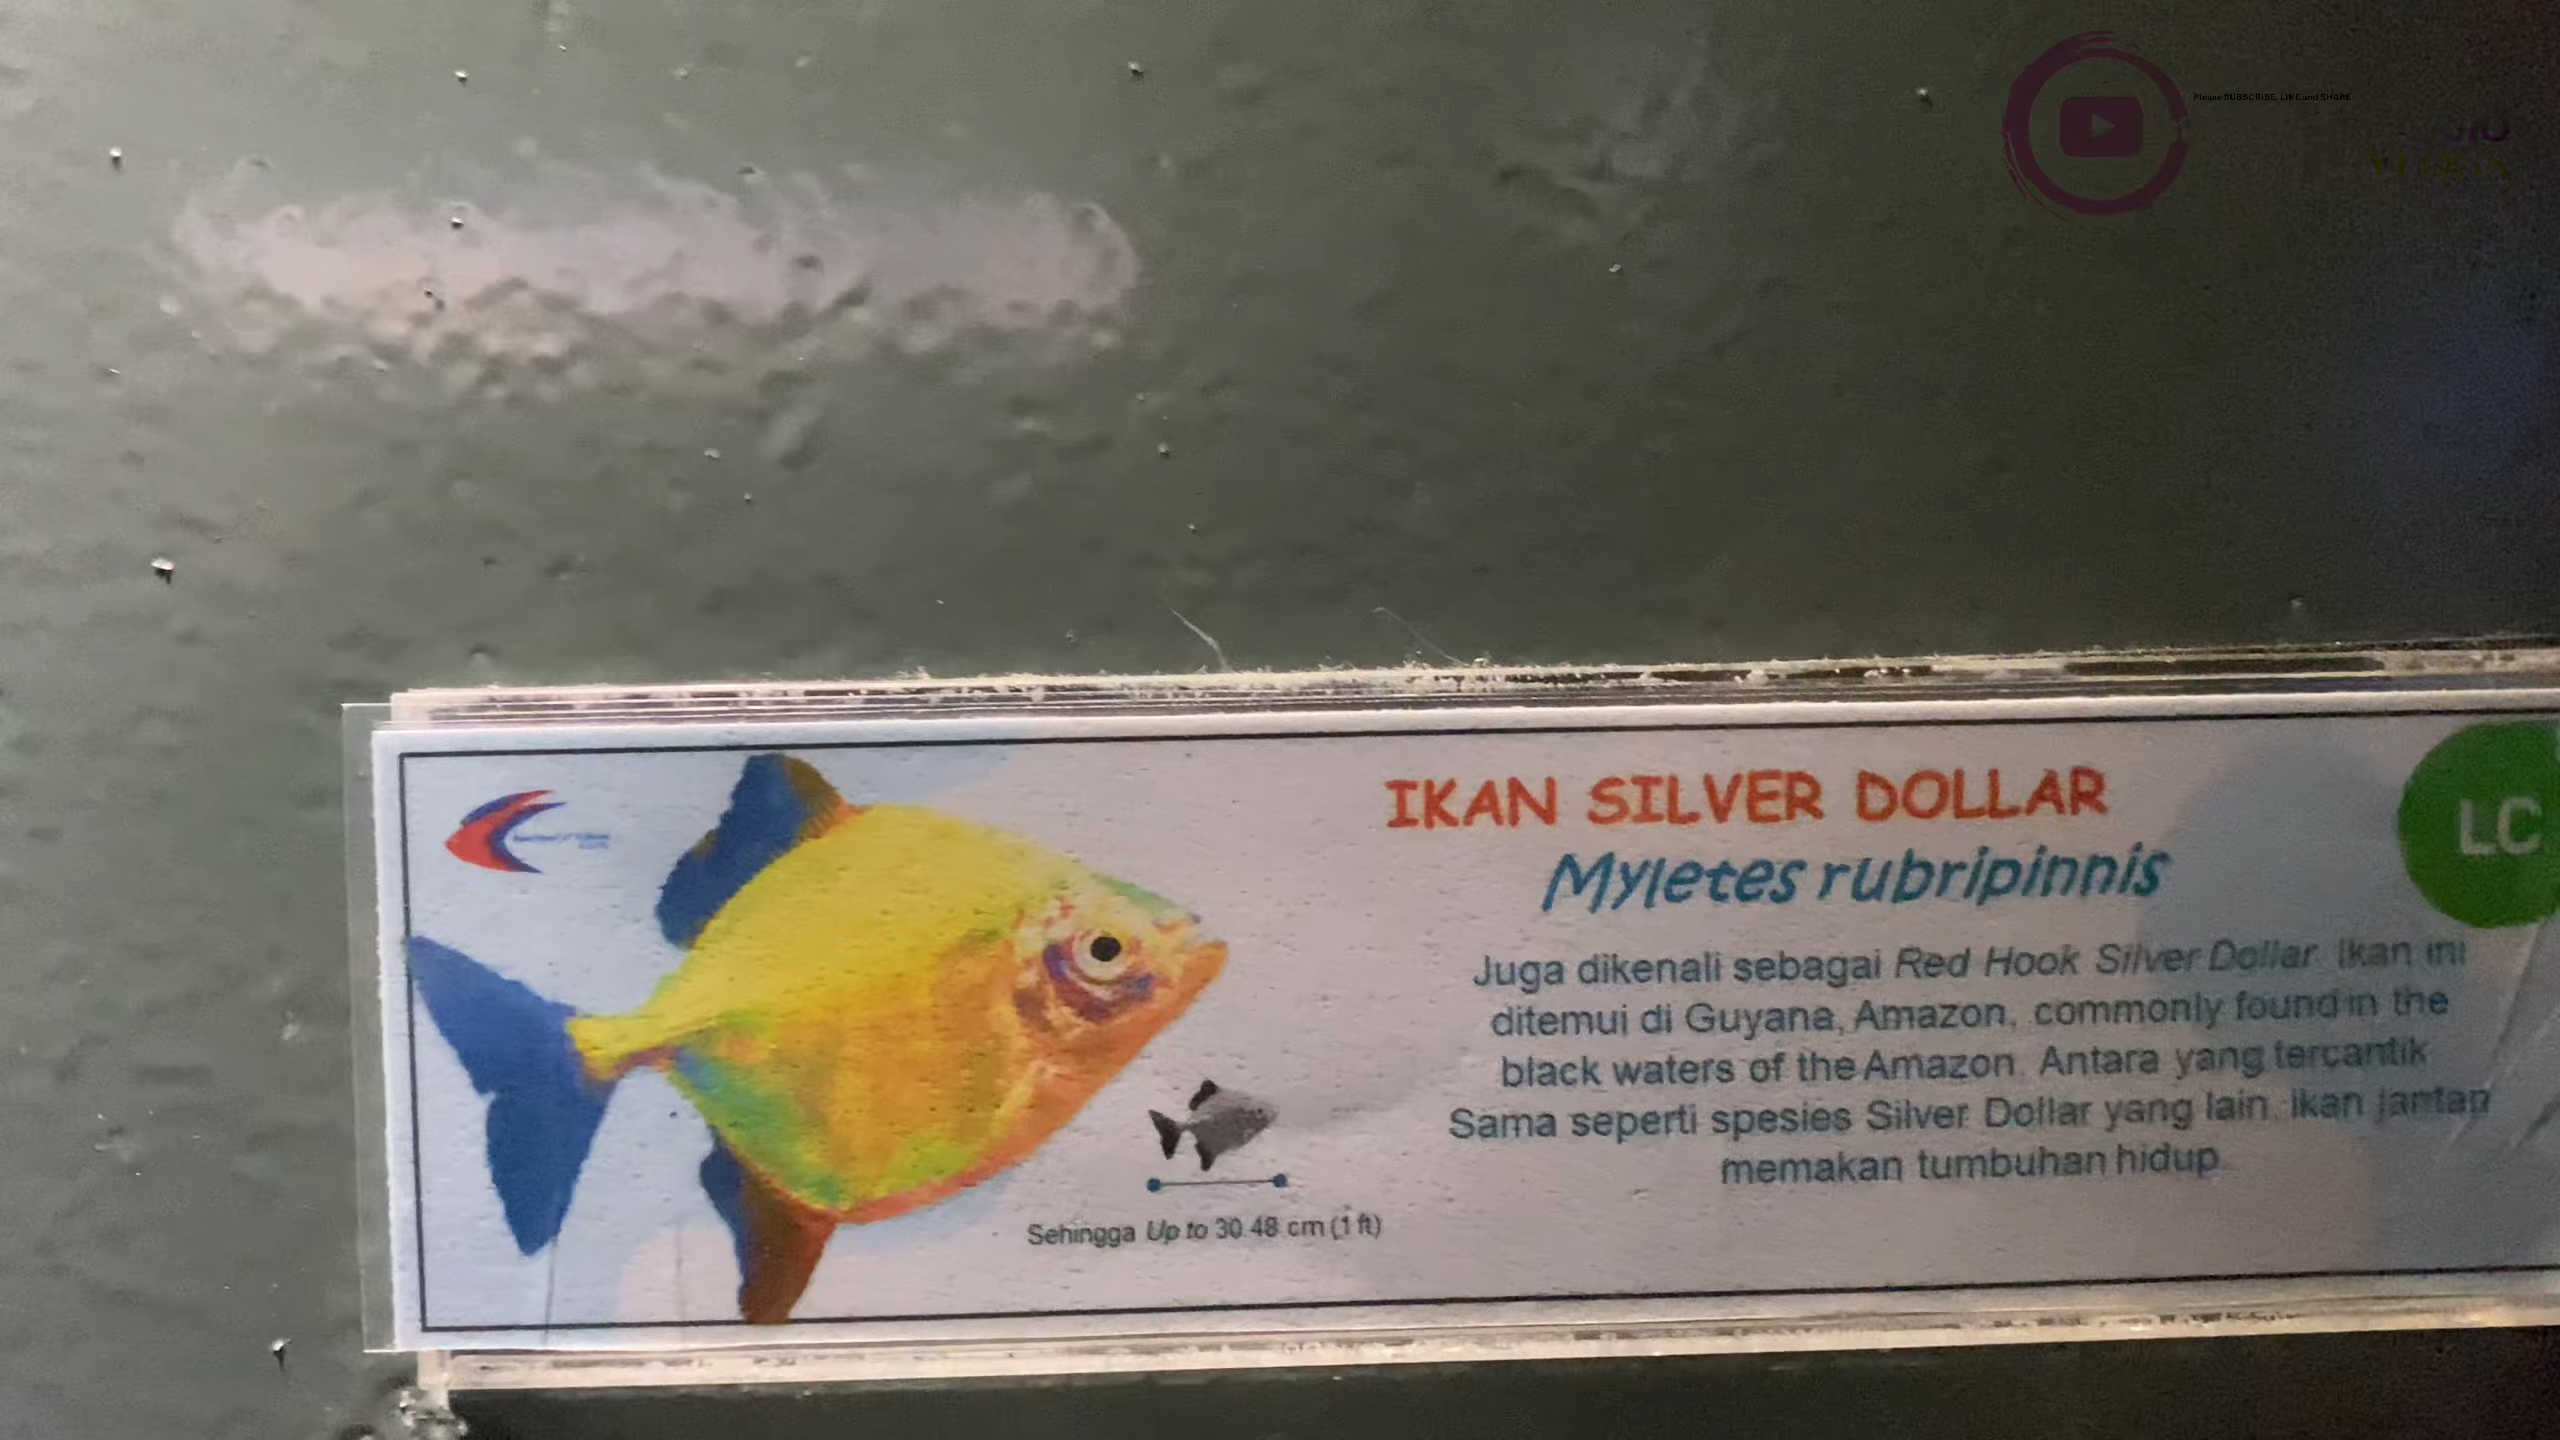 Please SUBSCRIBE, LIKE and SHARE
IKAN SILVER DOLLAR
LC
Myletes rubripinnis
Juga dikenali sebagai Red Hook Silver Dollar. Ikan ini
ditemui di Guyana, Amazon, commonly found in the
black waters of the Amazon. Antara yang tercantik
Sama seperti spesies Silver Dollar yang lain, ikan jantan
memakan tumbuhan hidup.
Sehingga Up to 30.48 cm (1 ft)